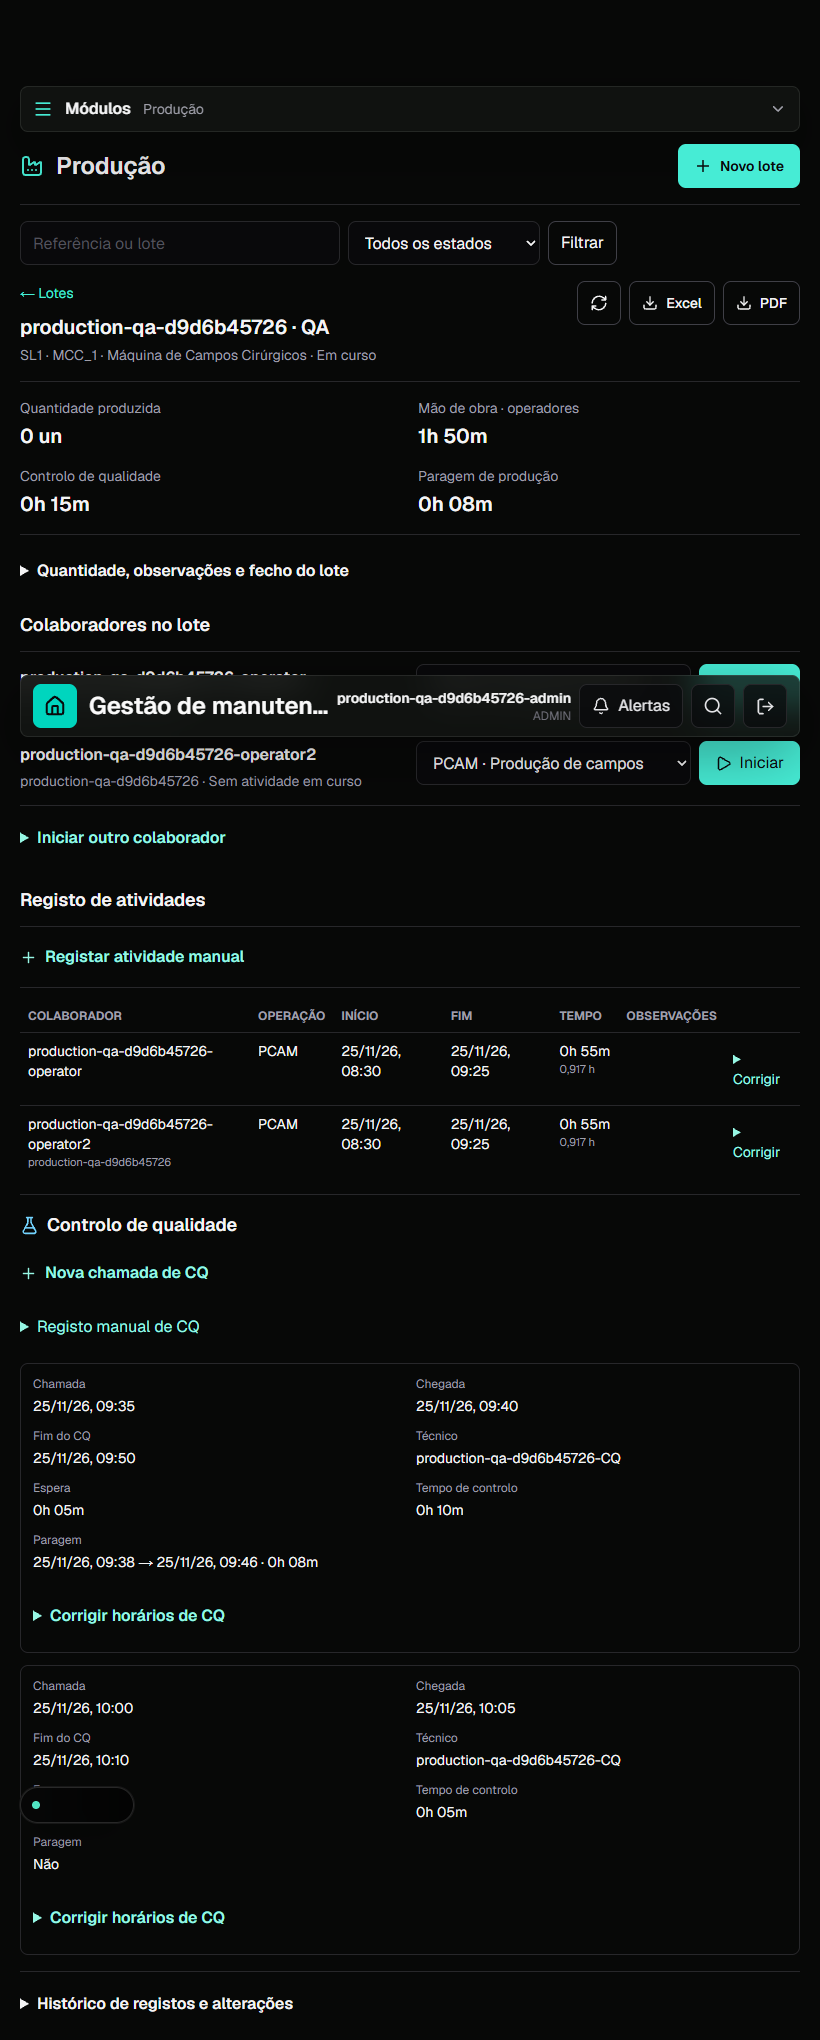 Módulos Produção
Produção
Novo lote
Referência ou lote
Todos os estados
Filtrar
← Lotes
Excel
PDF
production-qa-d9d6b45726 · QA
SL1 · MCC_1 · Máquina de Campos Cirúrgicos · Em curso
Quantidade produzida
0 un
Mão de obra · operadores
1h 50m
Controlo de qualidade
0h 15m
Paragem de produção
0h 08m
Quantidade, observações e fecho do lote
Colaboradores no lote
Gestão de manuten...
production-qa-d9d6b45726-admin
ADMIN
Alertas
production-qa-d9d6b45726-operator2
production-qa-d9d6b45726 · Sem atividade em curso
PCAM · Produção de campos
Iniciar
Iniciar outro colaborador
Registo de atividades
Registar atividade manual
COLABORADOR OPERAÇÃO INÍCIO FIM TEMPO OBSERVAÇÕES
production-qa-d9d6b45726-operator
PCAM
25/11/26, 08:30
25/11/26, 09:25
0h 55m
0,917 h
Corrigir
production-qa-d9d6b45726-operator2
production-qa-d9d6b45726
PCAM
25/11/26, 08:30
25/11/26, 09:25
0h 55m
0,917 h
Corrigir
Controlo de qualidade
Nova chamada de CQ
Registo manual de CQ
Chamada
25/11/26, 09:35
Chegada
25/11/26, 09:40
Fim do CQ
25/11/26, 09:50
Técnico
production-qa-d9d6b45726-CQ
Espera
0h 05m
Tempo de controlo
0h 10m
Paragem
25/11/26, 09:38 → 25/11/26, 09:46 · 0h 08m
Corrigir horários de CQ
Chamada
25/11/26, 10:00
Chegada
25/11/26, 10:05
Fim do CQ
25/11/26, 10:10
Técnico
production-qa-d9d6b45726-CQ
Tempo de controlo
0h 05m
Paragem
Não
Corrigir horários de CQ
Histórico de registos e alterações